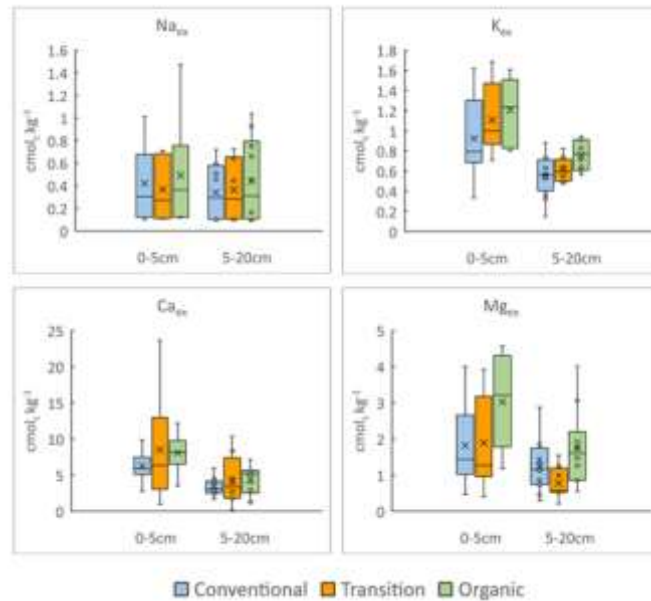 Na_ex
1.6
1.4
1.2
1
0.8
0.6
0.4
0.2
0
cmol_c kg⁻¹
0-5cm 5-20cm
K_ex
1.8
1.6
1.4
1.2
1
0.8
0.6
0.4
0.2
0
cmol_c kg⁻¹
0-5cm 5-20cm
Ca_ex
25
20
15
10
5
0
cmol_c kg⁻¹
0-5cm 5-20cm
Mg_ex
5
4
3
2
1
0
cmol_c kg⁻¹
0-5cm 5-20cm
Conventional Transition Organic